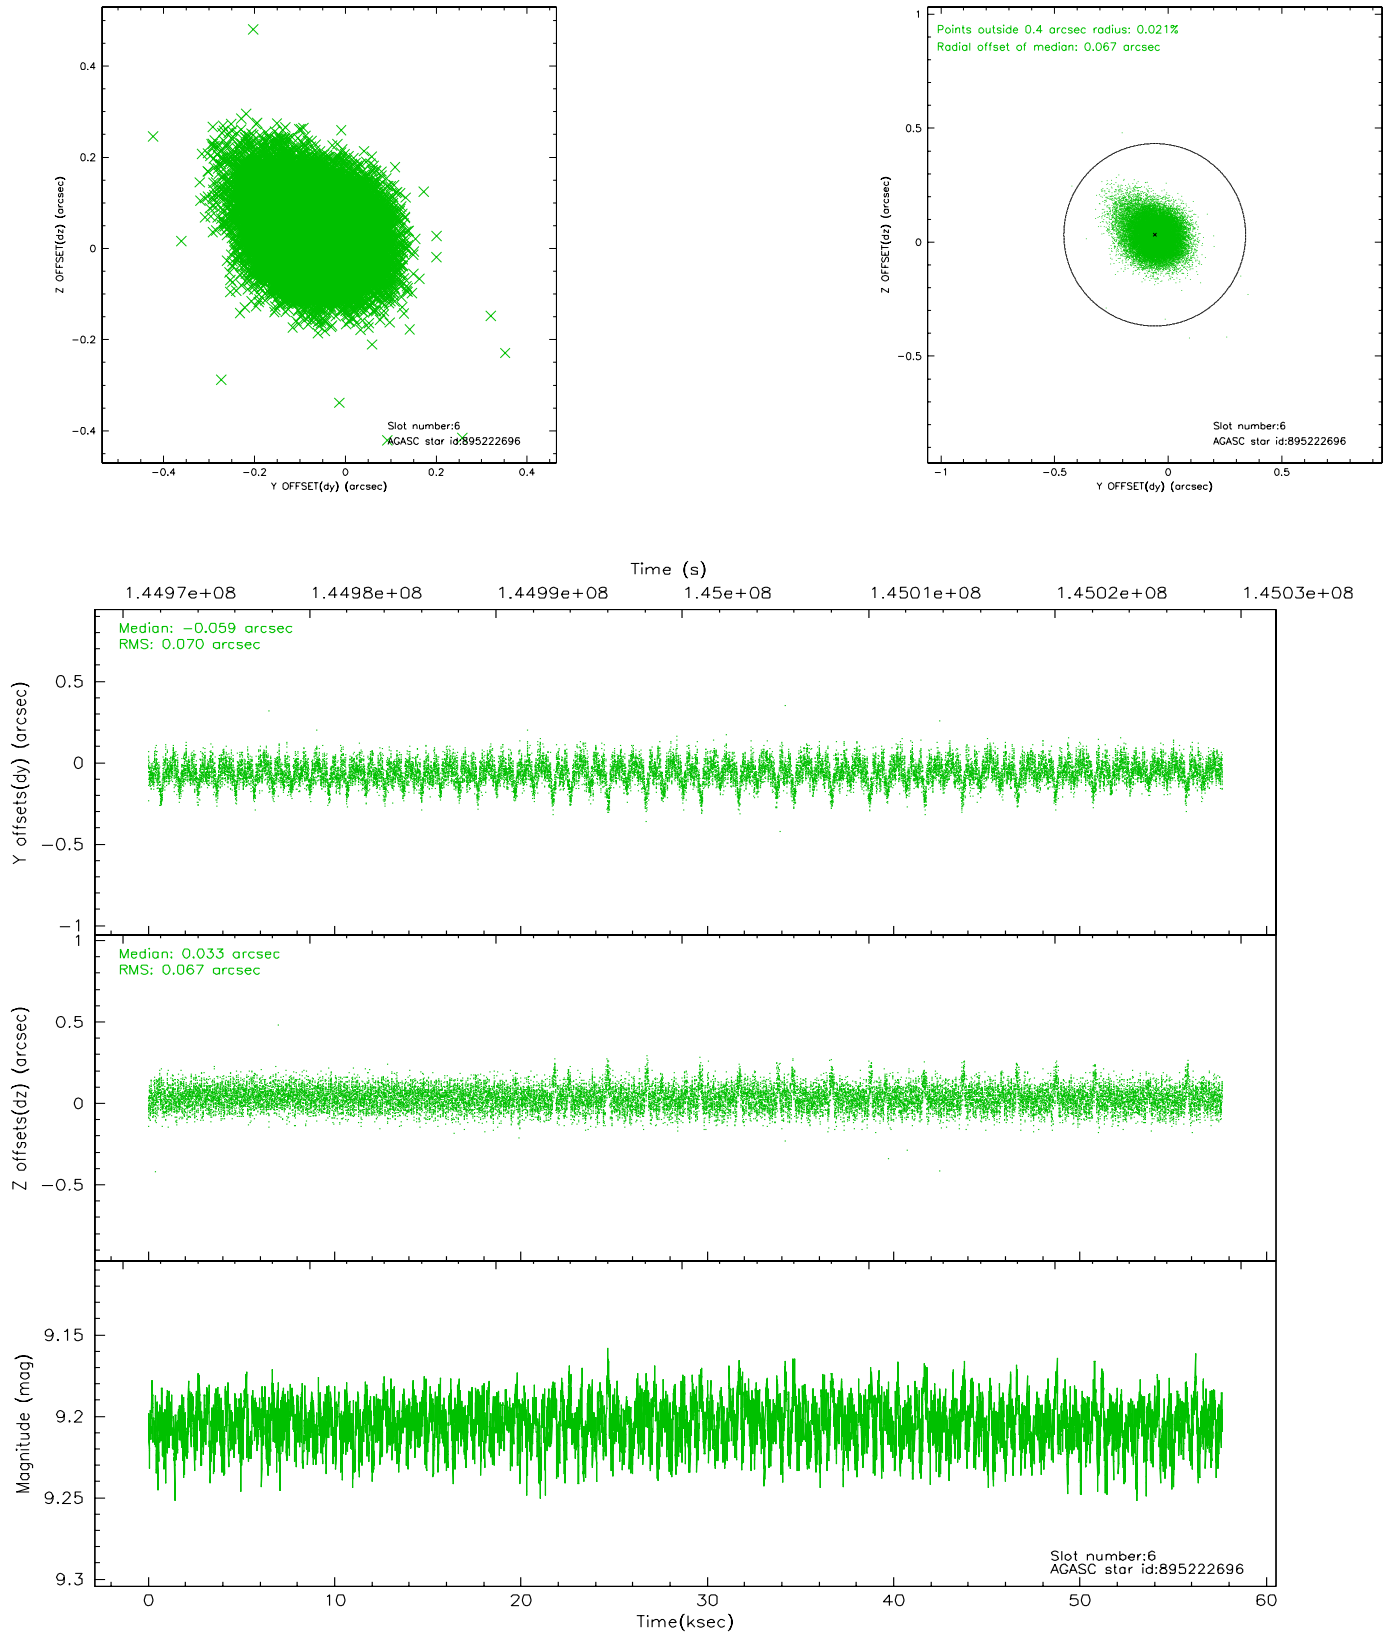 0.4
0.2
0
-0.2
-0.4
Z OFFSET(dz) (arcsec)
Slot number:6
AGASC star id:895222696
-0.4 -0.2 0 0.2 0.4
Y OFFSET(dy) (arcsec)
Points outside 0.4 arcsec radius: 0.021%
Radial offset of median: 0.067 arcsec
1
0.5
0
-0.5
Z OFFSET(dz) (arcsec)
Slot number:6
AGASC star id:895222696
-1 -0.5 0 0.5
Y OFFSET(dy) (arcsec)
Time (s)
1.4497e+08 1.4498e+08 1.4499e+08 1.45e+08 1.4501e+08 1.4502e+08 1.4503e+08
Median: -0.059 arcsec
RMS: 0.070 arcsec
0.5
0
-0.5
-1
Y offsets(dy) (arcsec)
Median: 0.033 arcsec
RMS: 0.067 arcsec
1
0.5
0
-0.5
Z offsets(dz) (arcsec)
9.15
9.2
9.25
9.3
Magnitude (mag)
Slot number:6
AGASC star id:895222696
0 10 20 30 40 50 60
Time(ksec)